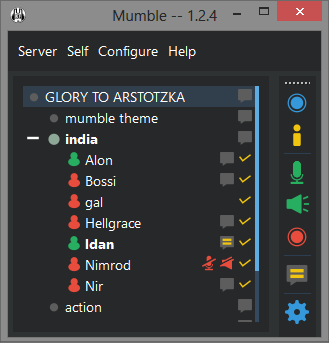 Mumble -- 1.2.4
Server Self Configure Help
GLORY TO ARSTOTZKA
mumble theme
india
Alon
Bossi
gal
Hellgrace
Idan
Nimrod
Nir
action